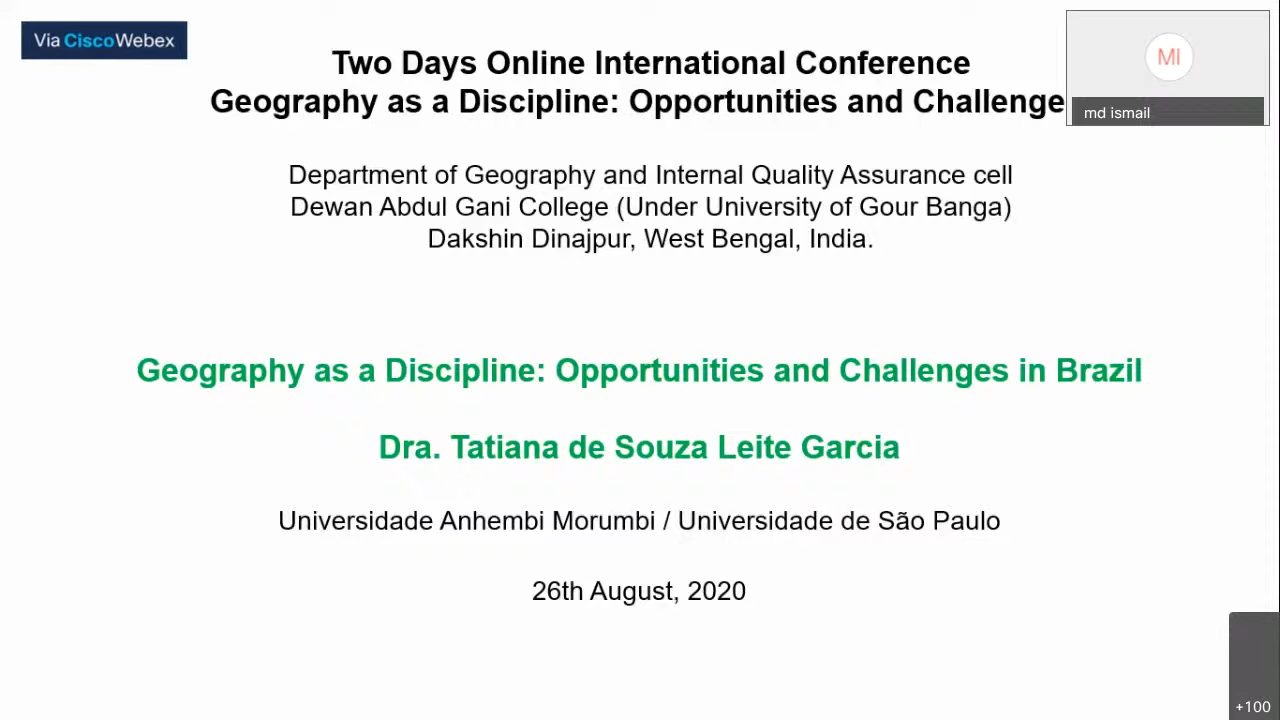 Via CiscoWebex
Two Days Online International Conference
Geography as a Discipline: Opportunities and Challenge
MI
md ismail
Department of Geography and Internal Quality Assurance cell
Dewan Abdul Gani College (Under University of Gour Banga)
Dakshin Dinajpur, West Bengal, India.
Geography as a Discipline: Opportunities and Challenges in Brazil
Dra. Tatiana de Souza Leite Garcia
Universidade Anhembi Morumbi / Universidade de São Paulo
26th August, 2020
+100